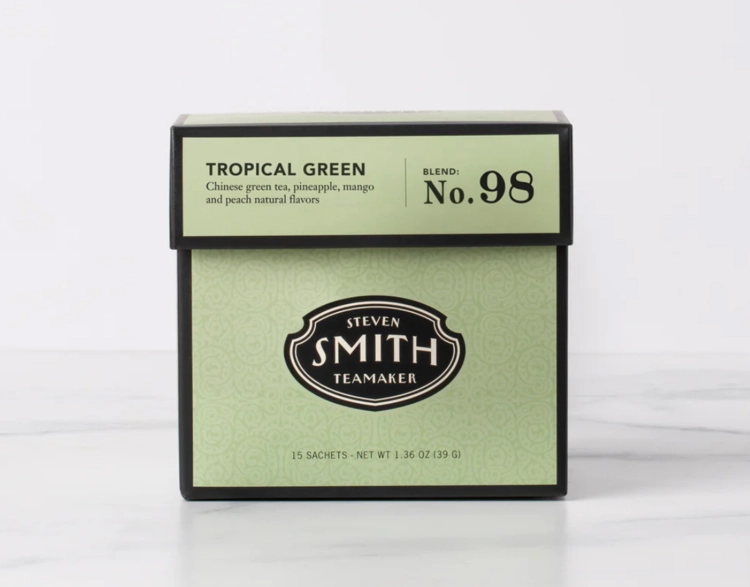 TROPICAL GREEN
Chinese green tea, pineapple, mango
and peach natural flavors
BLEND:
No. 98
STEVEN
SMITH
TEAMAKER
15 SACHETS - NET WT 1.36 OZ (39 G)